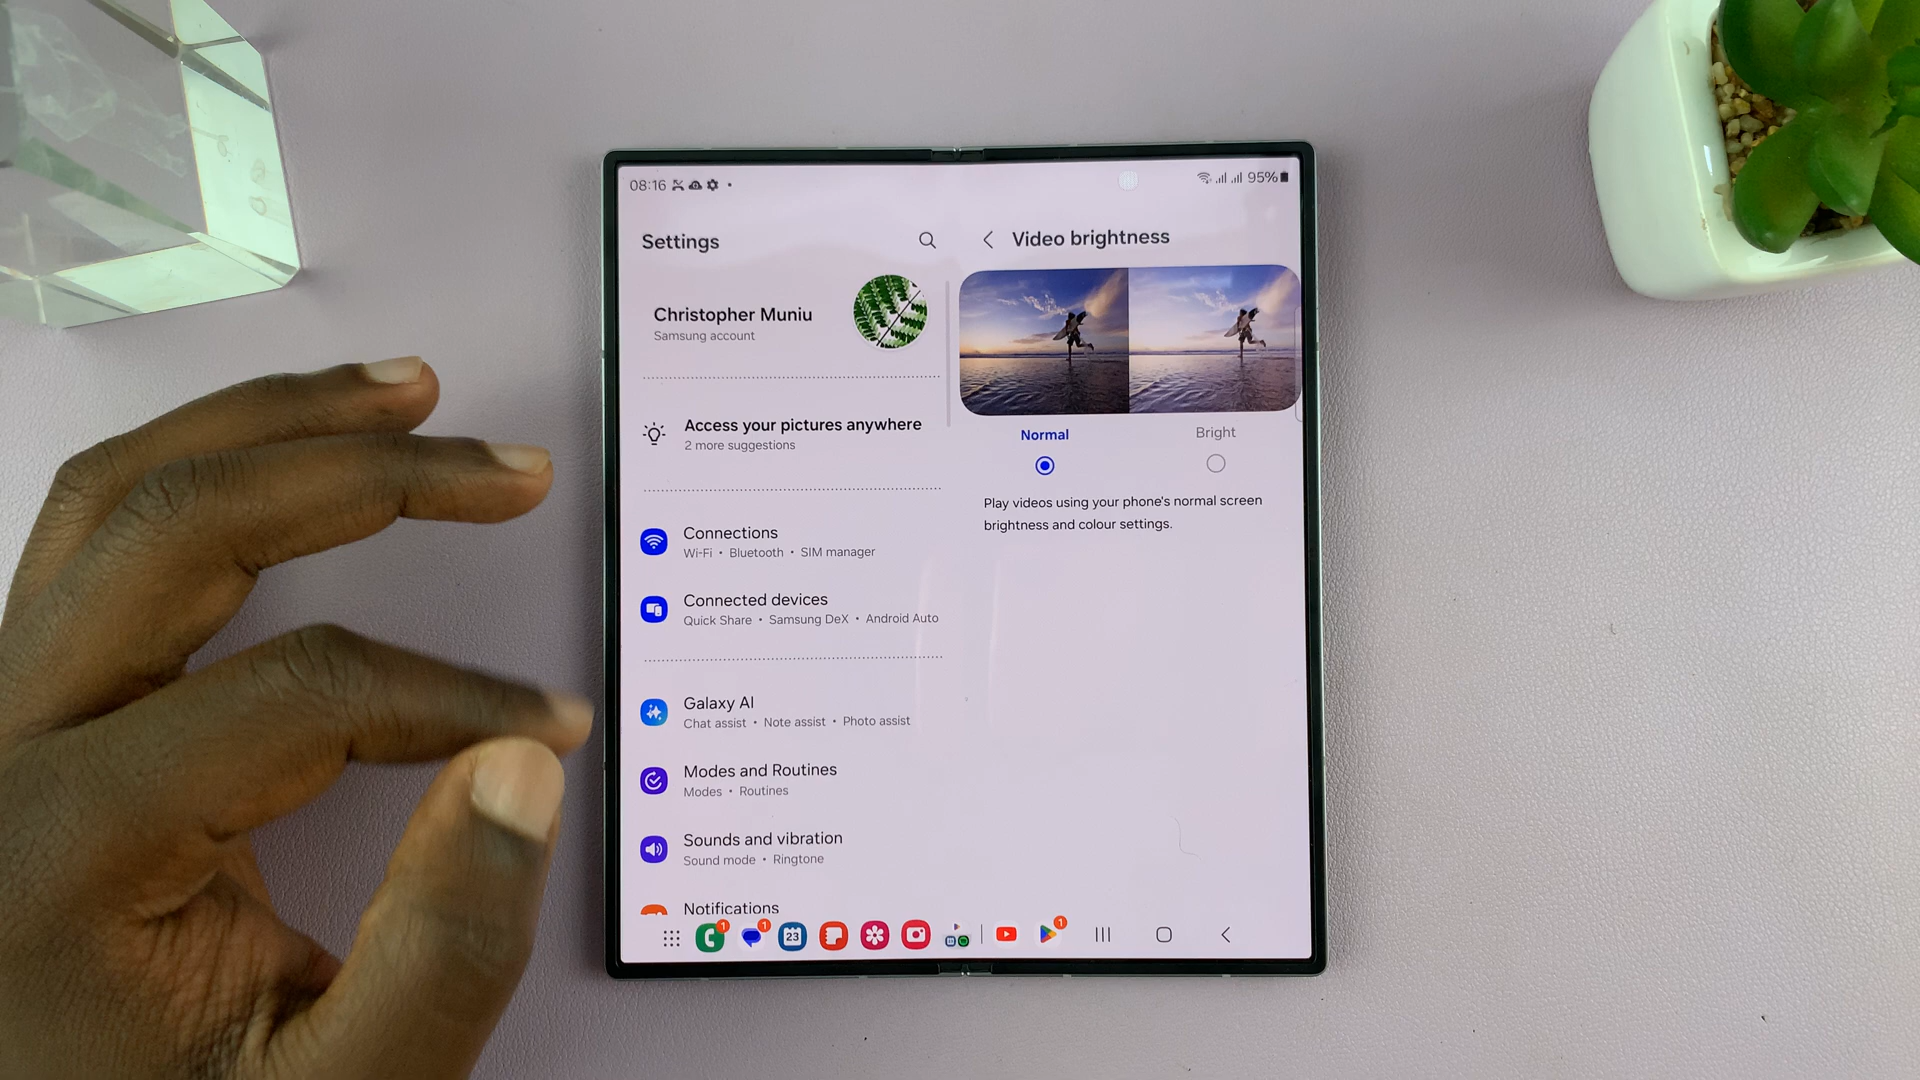 08:16
95%
Settings
Christopher Muniu
Samsung account
Access your pictures anywhere
2 more suggestions
Connections
Wi-Fi • Bluetooth • SIM manager
Connected devices
Quick Share • Samsung DeX • Android Auto
Galaxy AI
Chat assist • Note assist • Photo assist
Modes and Routines
Modes • Routines
Sounds and vibration
Sound mode • Ringtone
Notifications
Video brightness
Normal
Bright
Play videos using your phone's normal screen
brightness and colour settings.
1
1
23
1